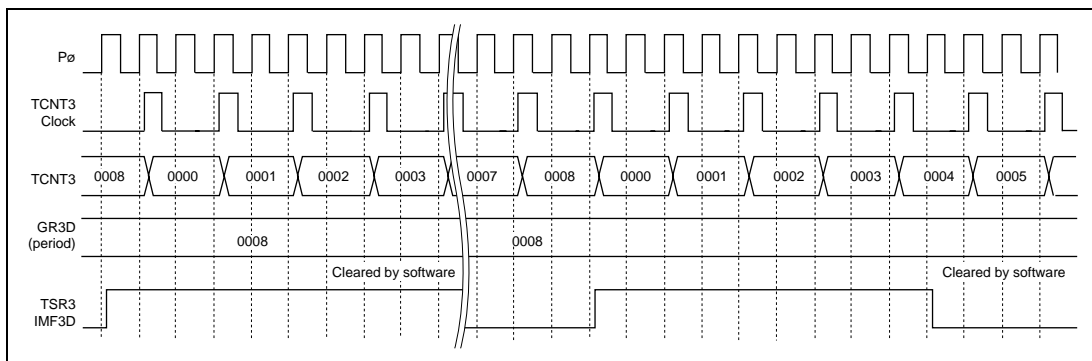 Pø
TCNT3
Clock
TCNT3
0008 0000 0001 0002 0003 0007 0008 0000 0001 0002 0003 0004 0005
GR3D
(period)
0008 0008
Cleared by software Cleared by software
TSR3
IMF3D